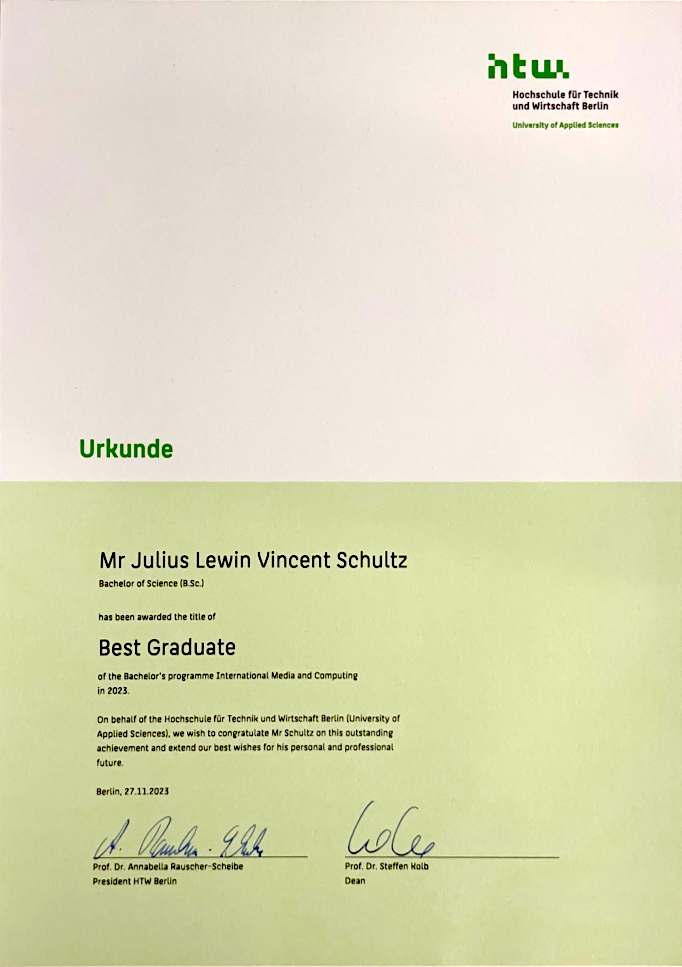 htw.
Hochschule für Technik
und Wirtschaft Berlin
University of Applied Sciences
Urkunde
Mr Julius Lewin Vincent Schultz
Bachelor of Science (B.Sc.)
has been awarded the title of
Best Graduate
of the Bachelor's programme International Media and Computing
in 2023.
On behalf of the Hochschule für Technik und Wirtschaft Berlin (University of
Applied Sciences), we wish to congratulate Mr Schultz on this outstanding
achievement and extend our best wishes for his personal and professional
future.
Berlin, 27.11.2023
Prof. Dr. Annabella Rauscher-Scheibe
President HTW Berlin
Prof. Dr. Steffen Kolb
Dean